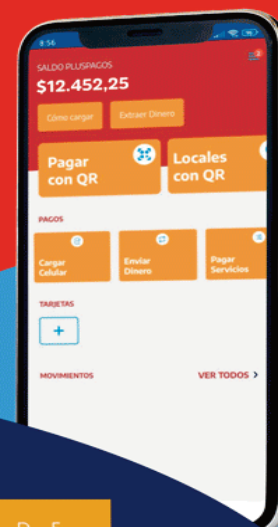 8:56
SALDO PLUSPAGOS
$12.452,25
Cómo cargar
Extraer Dinero
Pagar
con QR
Locales
con QR
PAGOS
Cargar
Celular
Enviar
Dinero
Pagar
Servicios
TARJETAS
+
MOVIMIENTOS
VER TODOS >